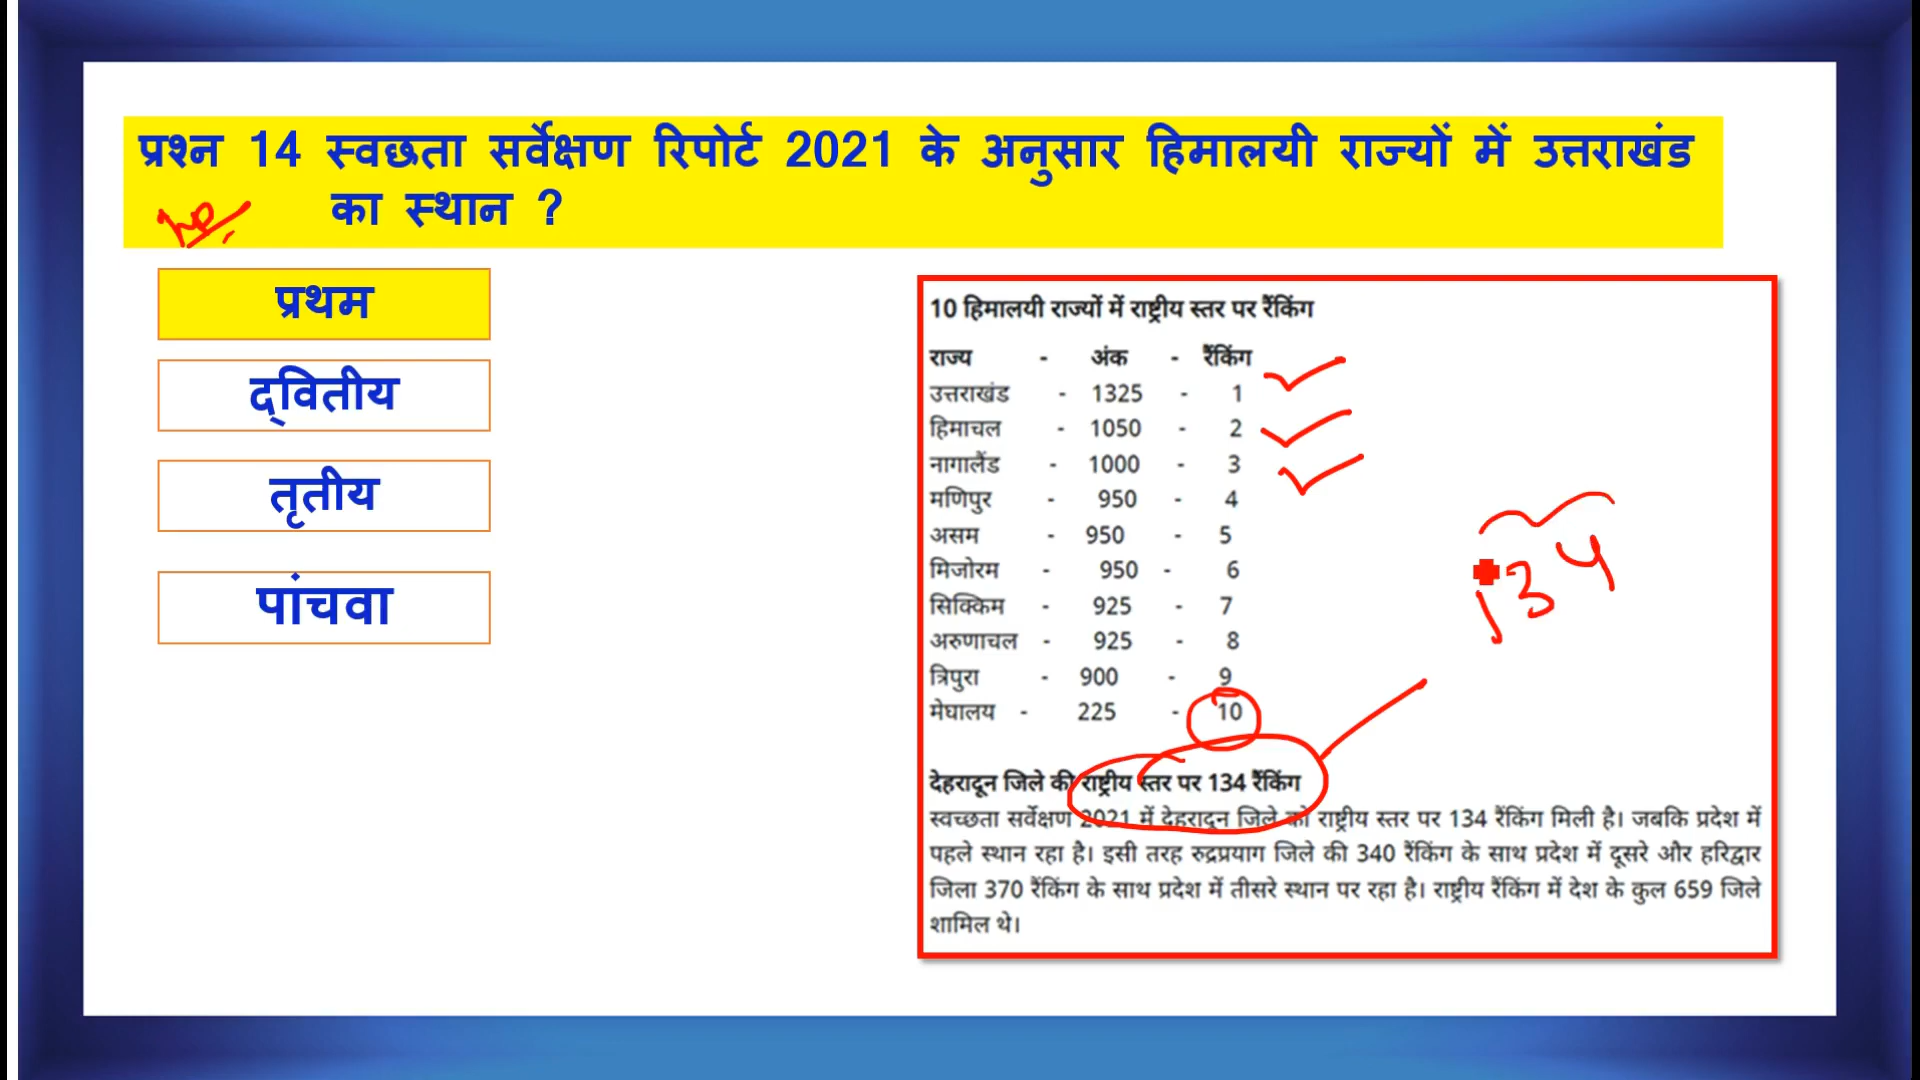 प्रश्न 14 स्वछता सर्वेक्षण रिपोर्ट 2021 के अनुसार हिमालयी राज्यों में उत्तराखंड
का स्थान ?
प्रथम
द्वितीय
तृतीय
पांचवा
10 हिमालयी राज्यों में राष्ट्रीय स्तर पर रैंकिंग
राज्य - अंक - रैंकिंग
उत्तराखंड - 1325 - 1
हिमाचल - 1050 - 2
नागालैंड - 1000 - 3
मणिपुर - 950 - 4
असम - 950 - 5
मिजोरम - 950 - 6
सिक्किम - 925 - 7
अरुणाचल - 925 - 8
त्रिपुरा - 900 - 9
मेघालय - 225 - 10
134
देहरादून जिले की राष्ट्रीय स्तर पर 134 रैंकिंग
स्वच्छता सर्वेक्षण 2021 में देहरादून जिले को राष्ट्रीय स्तर पर 134 रैंकिंग मिली है। जबकि प्रदेश में
पहले स्थान रहा है। इसी तरह रुद्रप्रयाग जिले की 340 रैंकिंग के साथ प्रदेश में दूसरे और हरिद्वार
जिला 370 रैंकिंग के साथ प्रदेश में तीसरे स्थान पर रहा है। राष्ट्रीय रैंकिंग में देश के कुल 659 जिले
शामिल थे।